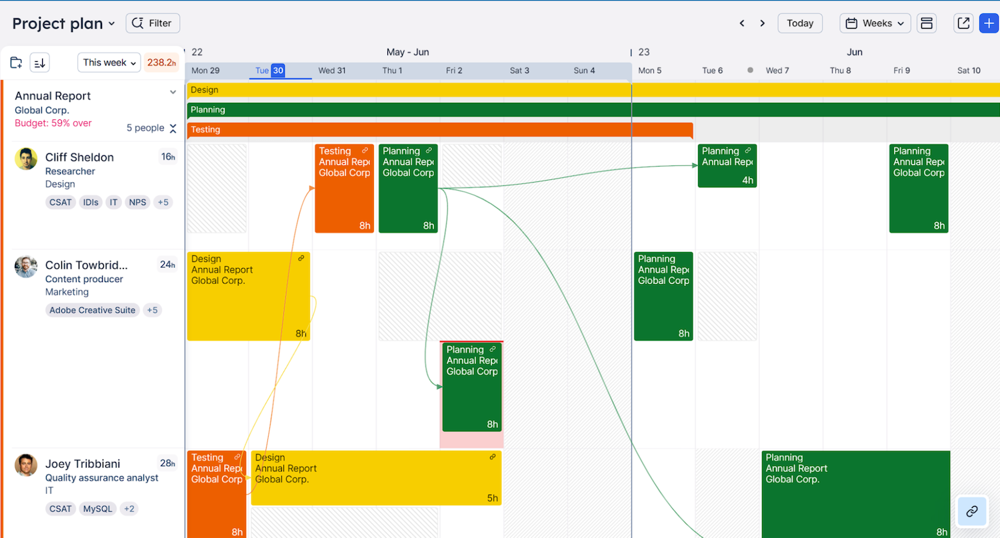 Project plan
Filter
Today
Weeks
This week
238.2h
22
May - Jun
23
Jun
Mon 29
Tue 30
Wed 31
Thu 1
Fri 2
Sat 3
Sun 4
Mon 5
Tue 6
Wed 7
Thu 8
Fri 9
Sat 10
Annual Report
Global Corp.
Budget: 59% over
5 people
Design
Planning
Testing
Cliff Sheldon
16h
Researcher
Design
CSAT
IDIs
IT
NPS
+5
Testing
Annual Rep
Global Corp
8h
Planning
Annual Rep
Global Corp
8h
Planning
Annual Rep
4h
Planning
Annual Rep
Global Corp
8h
Colin Towbrid...
24h
Content producer
Marketing
Adobe Creative Suite
+5
Design
Annual Report
Global Corp.
8h
Planning
Annual Rep
Global Corp
8h
Planning
Annual Rep
Global Corp
8h
Joey Tribbiani
28h
Quality assurance analyst
IT
CSAT
MySQL
+2
Testing
Annual Rep
Global Corp
8h
Design
Annual Report
Global Corp.
5h
Planning
Annual Report
Global Corp.
8h